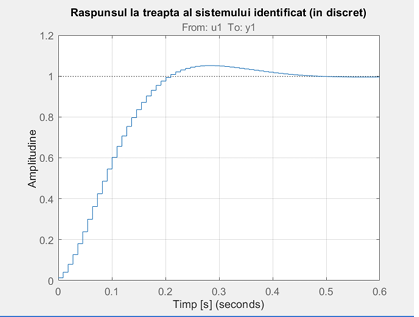 Raspunsul la treapta al sistemului identificat (in discret)
From: u1 To: y1
Amplitudine
1.2
1
0.8
0.6
0.4
0.2
0
0 0.1 0.2 0.3 0.4 0.5 0.6
Timp [s] (seconds)